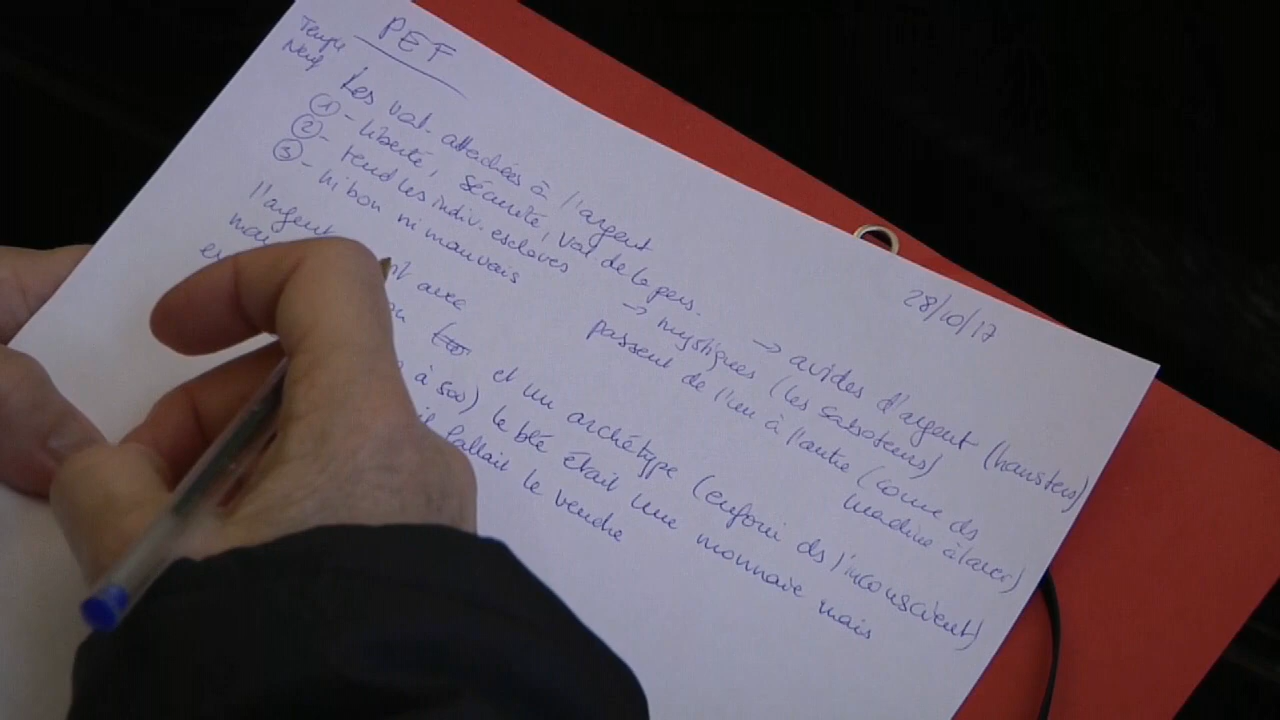 Temps
Neuf
PEF
28/10/17
Les val. attachées à l'argent
① - liberté, sécurité, val de la pers. → avides d'argent (hamsters)
② - rend les indiv. esclaves → mystiques (les saboteurs)
③ - ni bon ni mauvais passent de l'un à l'autre (comme ds
machine à laver)
l'argent et un archétype (enfoui ds l'inconscient)
à 500) le blé était une monnaie mais
il fallait le vendre